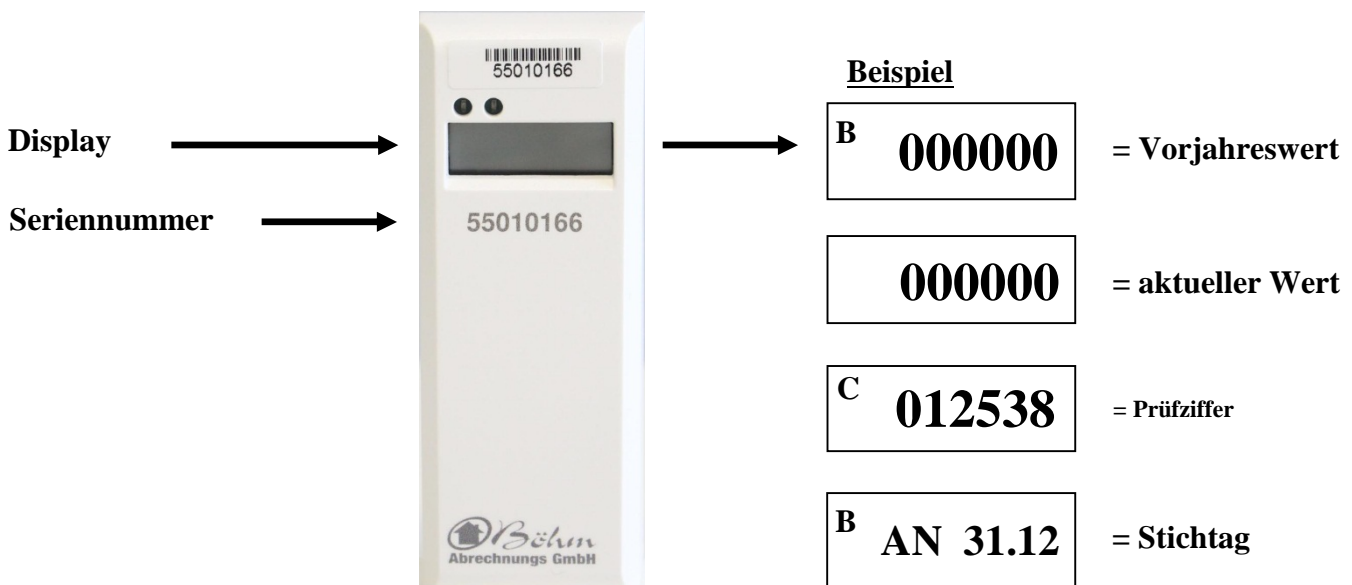 55010166
Display
Seriennummer
55010166
Böhm
Abrechnungs GmbH
Beispiel
B 000000 = Vorjahreswert
000000 = aktueller Wert
C 012538 = Prüfziffer
B AN 31.12 = Stichtag